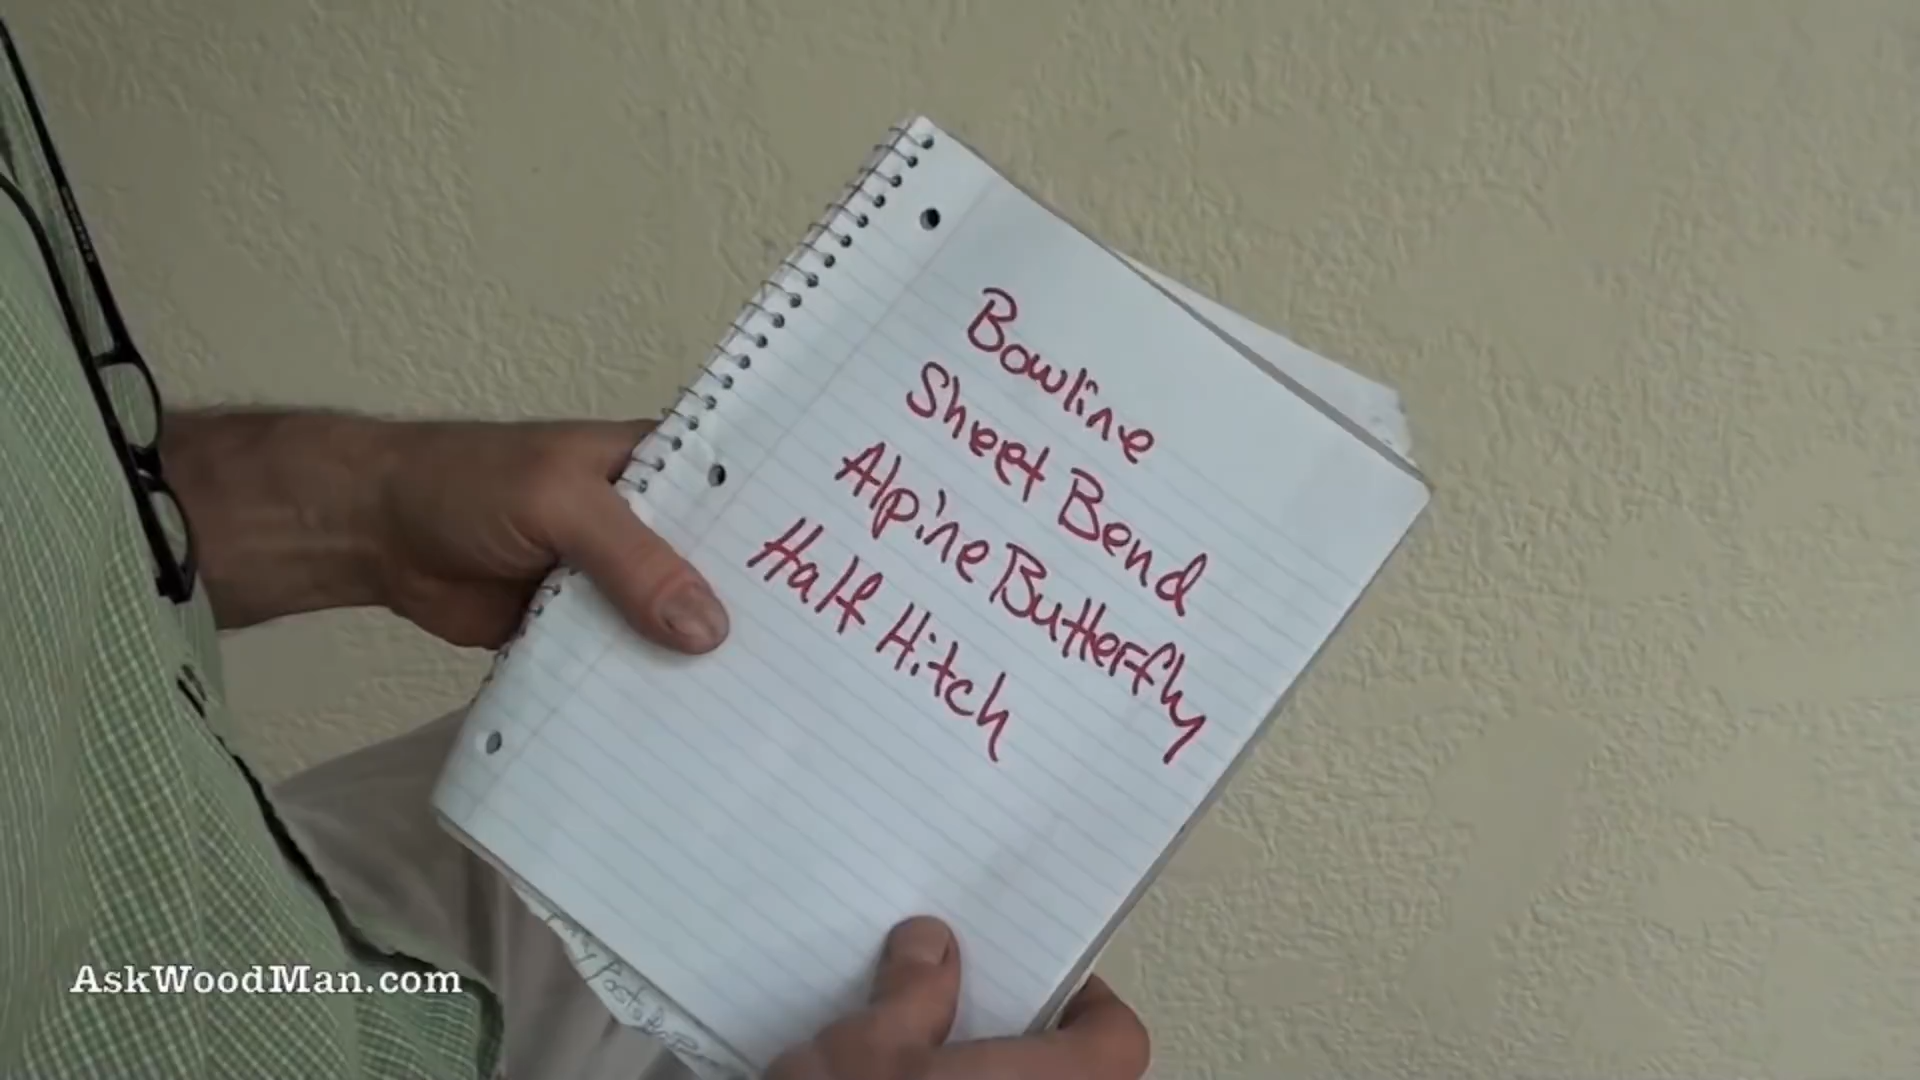 Bowline
Sheet Bend
Alpine Butterfly
Half Hitch
AskWoodMan.com